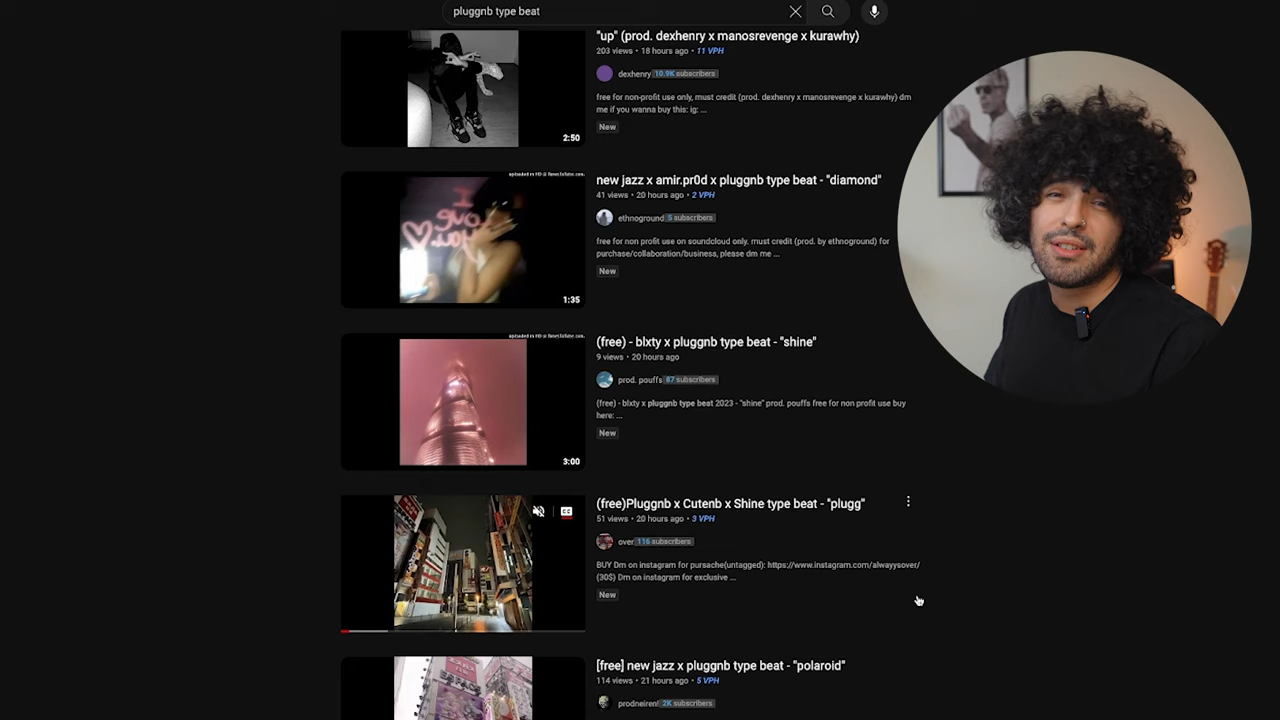 pluggnb type beat
"up" (prod. dexhenry x manosrevenge x kurawhy)
203 views • 18 hours ago • 11 VPH
dexhenry 10.9K subscribers
free for non-profit use only, must credit (prod. dexhenry x manosrevenge x kurawhy) dm
me if you wanna buy this: ig: ...
New
2:50
new jazz x amir.pr0d x pluggnb type beat - "diamond"
41 views • 20 hours ago • 2 VPH
ethnoground 5 subscribers
free for non profit use on soundcloud only. must credit (prod. by ethnoground) for
purchase/collaboration/business, please dm me ...
New
I
love
you
1:35
(free) - blxty x pluggnb type beat - "shine"
9 views • 20 hours ago
prod. pouffs 87 subscribers
(free) - blxty x pluggnb type beat 2023 - "shine" prod. pouffs free for non profit use buy
here: ...
New
3:00
(free)Pluggnb x Cutenb x Shine type beat - "plugg"
51 views • 20 hours ago • 3 VPH
over 116 subscribers
BUY Dm on instagram for pursache(untagged): https://www.instagram.com/alwayysover/
(30$) Dm on instagram for exclusive ...
New
CC
[free] new jazz x pluggnb type beat - "polaroid"
114 views • 21 hours ago • 5 VPH
prodneiren! 2K subscribers